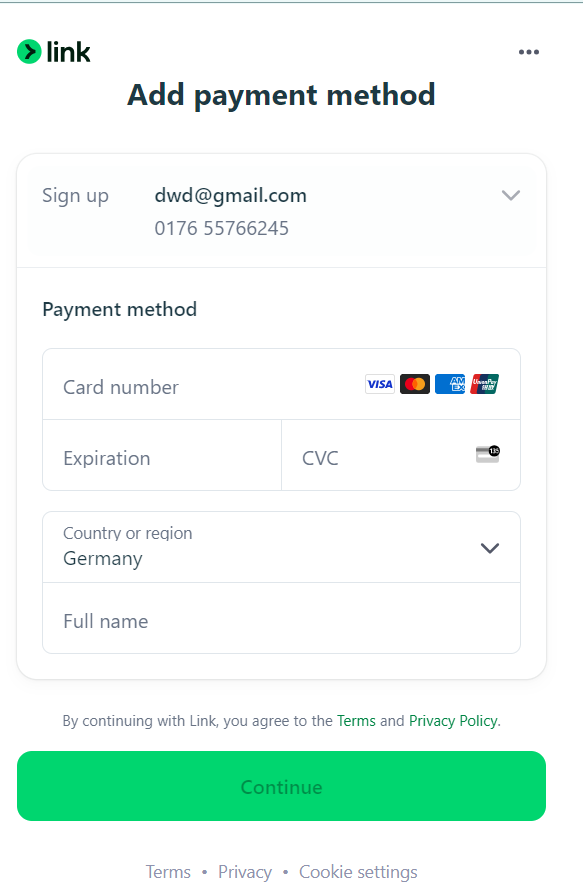 link
Add payment method
Sign up
dwd@gmail.com
0176 55766245
Payment method
Card number
VISA
AM EX
UnionPay
银联
Expiration
CVC
135
Country or region
Germany
Full name
By continuing with Link, you agree to the Terms and Privacy Policy.
Continue
Terms • Privacy • Cookie settings